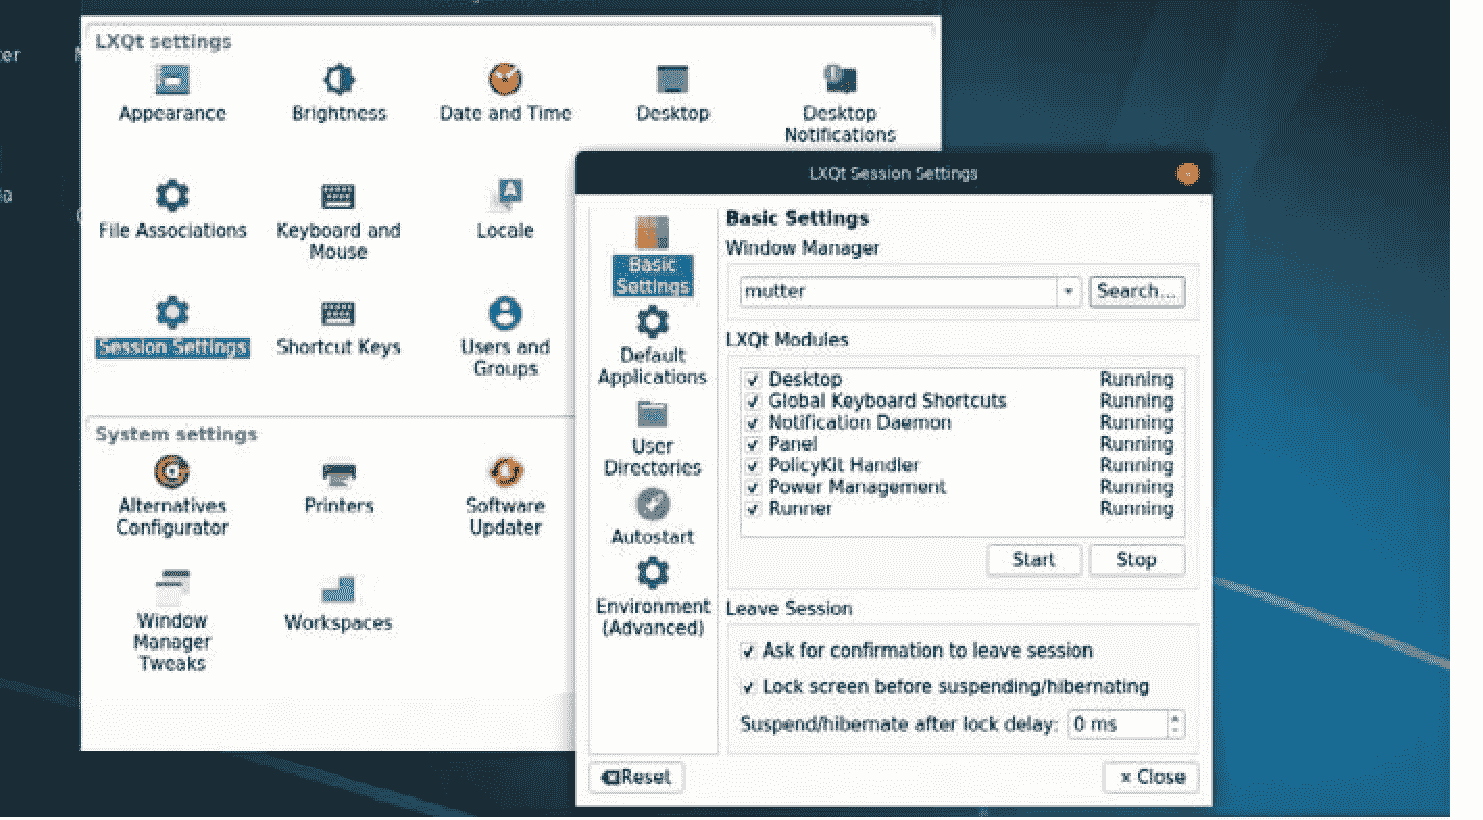 LXQt settings
Appearance
Brightness
Date and Time
Desktop
Desktop
Notifications
File Associations
Keyboard and
Mouse
Locale
Session Settings
Shortcut Keys
Users and
Groups
System settings
Alternatives
Configurator
Printers
Software
Updater
Window
Manager
Tweaks
Workspaces
LXQt Session Settings
Basic
Settings
Default
Applications
User
Directories
Autostart
Environment
(Advanced)
Basic Settings
Window Manager
mutter
Search...
LXQt Modules
Desktop Running
Global Keyboard Shortcuts Running
Notification Daemon Running
Panel Running
PolicyKit Handler Running
Power Management Running
Runner Running
Start Stop
Leave Session
Ask for confirmation to leave session
Lock screen before suspending/hibernating
Suspend/hibernate after lock delay: 0 ms
Reset
× Close